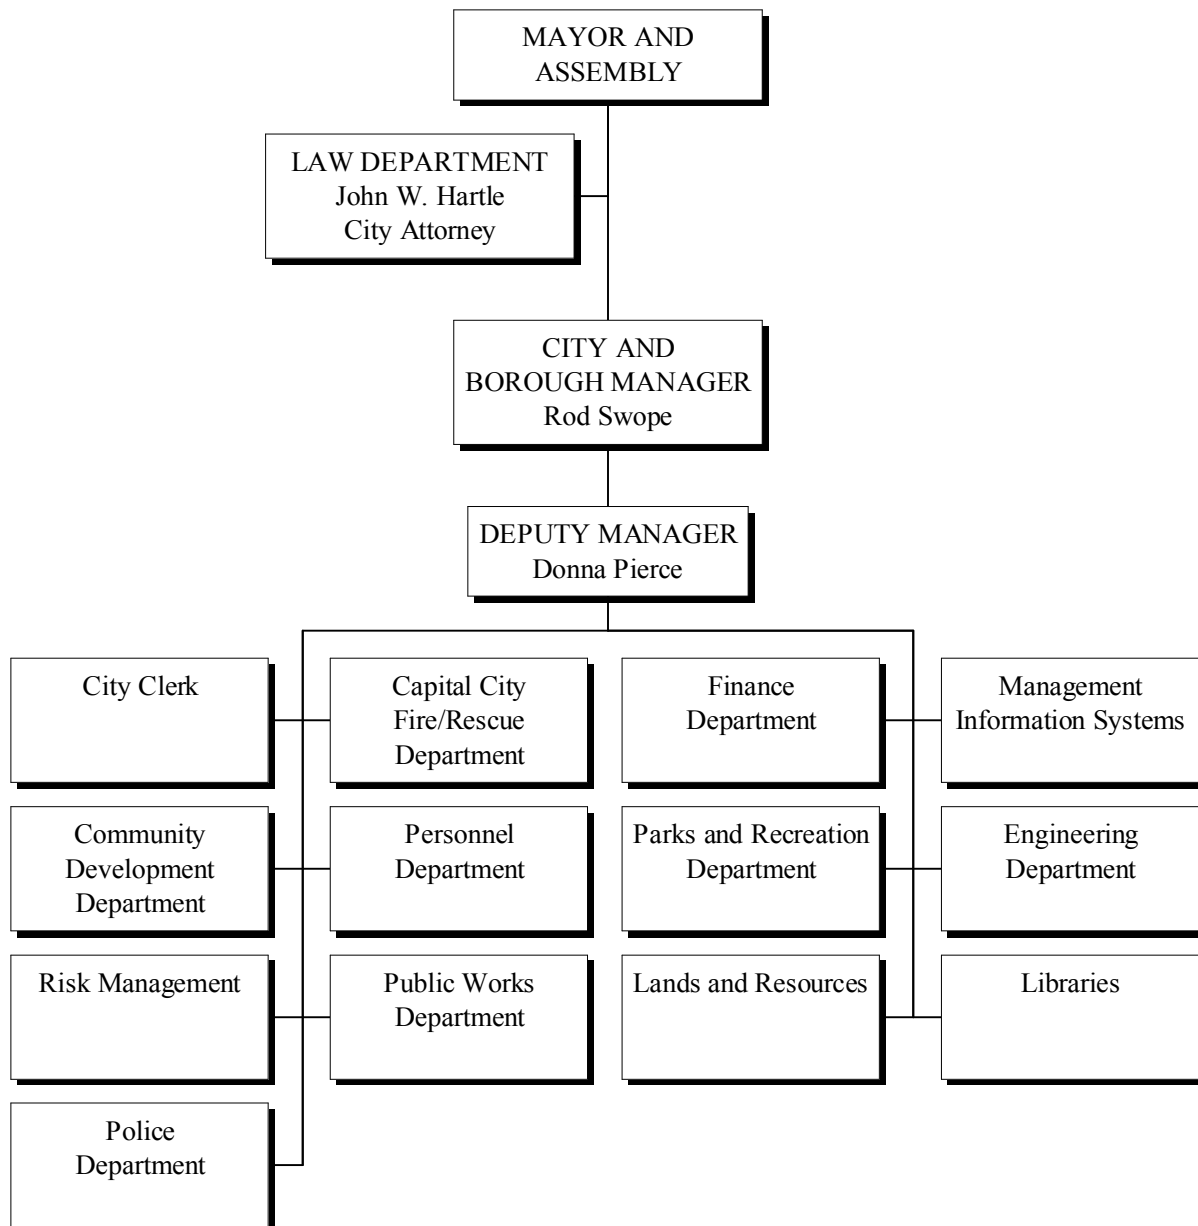 MAYOR AND
ASSEMBLY
LAW DEPARTMENT
John W. Hartle
City Attorney
CITY AND
BOROUGH MANAGER
Rod Swope
DEPUTY MANAGER
Donna Pierce
City Clerk
Capital City
Fire/Rescue
Department
Finance
Department
Management
Information Systems
Community
Development
Department
Personnel
Department
Parks and Recreation
Department
Engineering
Department
Risk Management
Public Works
Department
Lands and Resources
Libraries
Police
Department